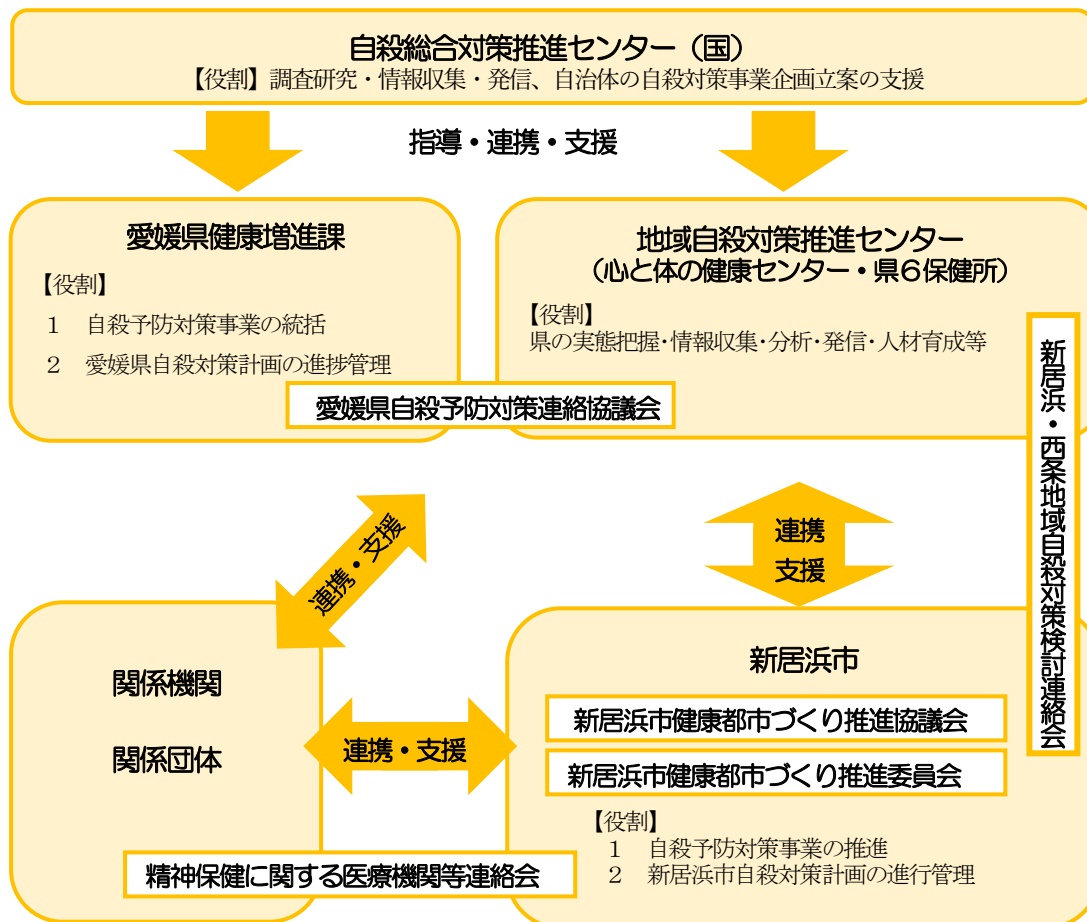 自殺総合対策推進センター（国）
【役割】調査研究・情報収集・発信、自治体の自殺対策事業企画立案の支援
指導・連携・支援
愛媛県健康増進課
【役割】
1 自殺予防対策事業の統括
2 愛媛県自殺対策計画の進捗管理
地域自殺対策推進センター
（心と体の健康センター・県6保健所）
【役割】
県の実態把握・情報収集・分析・発信・人材育成等
愛媛県自殺予防対策連絡協議会
新居浜・西条地域自殺対策検討連絡会
連携・支援
連携
支援
関係機関
関係団体
連携・支援
新居浜市
新居浜市健康都市づくり推進協議会
新居浜市健康都市づくり推進委員会
【役割】
1 自殺予防対策事業の推進
2 新居浜市自殺対策計画の進行管理
精神保健に関する医療機関等連絡会